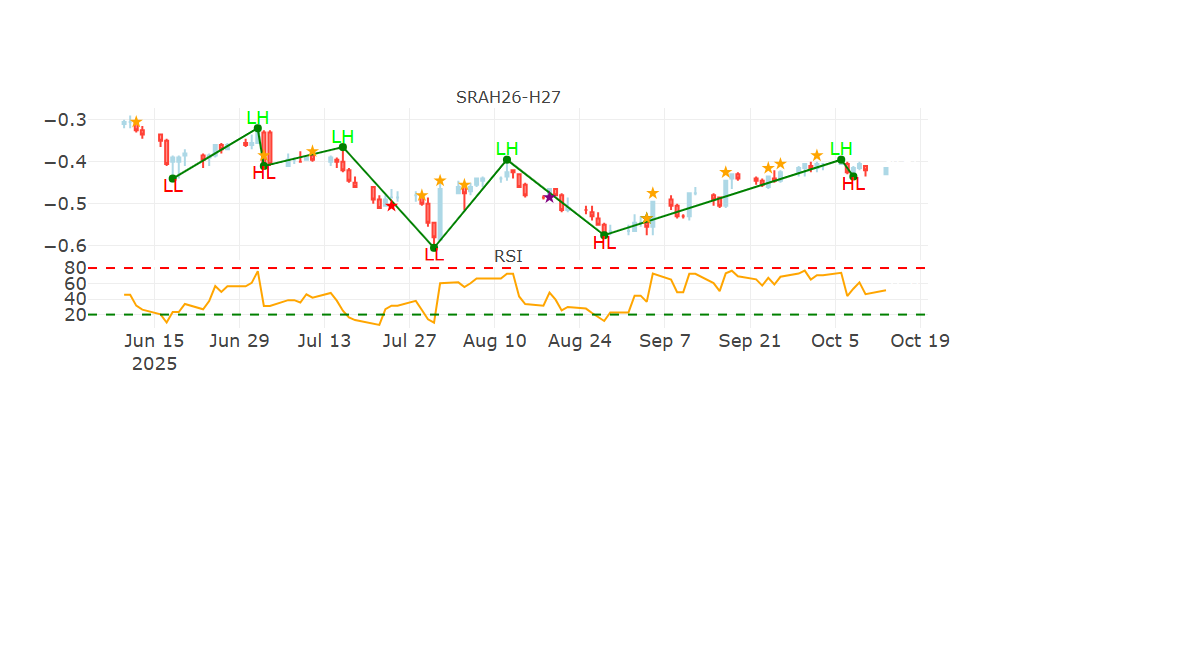 SRAH26-H27
−0.3
−0.4
−0.5
−0.6
LL
LH
HL
LH
LL
LH
HL
LH
HL
RSI
80
60
40
20
Jun 15
2025
Jun 29
Jul 13
Jul 27
Aug 10
Aug 24
Sep 7
Sep 21
Oct 5
Oct 19